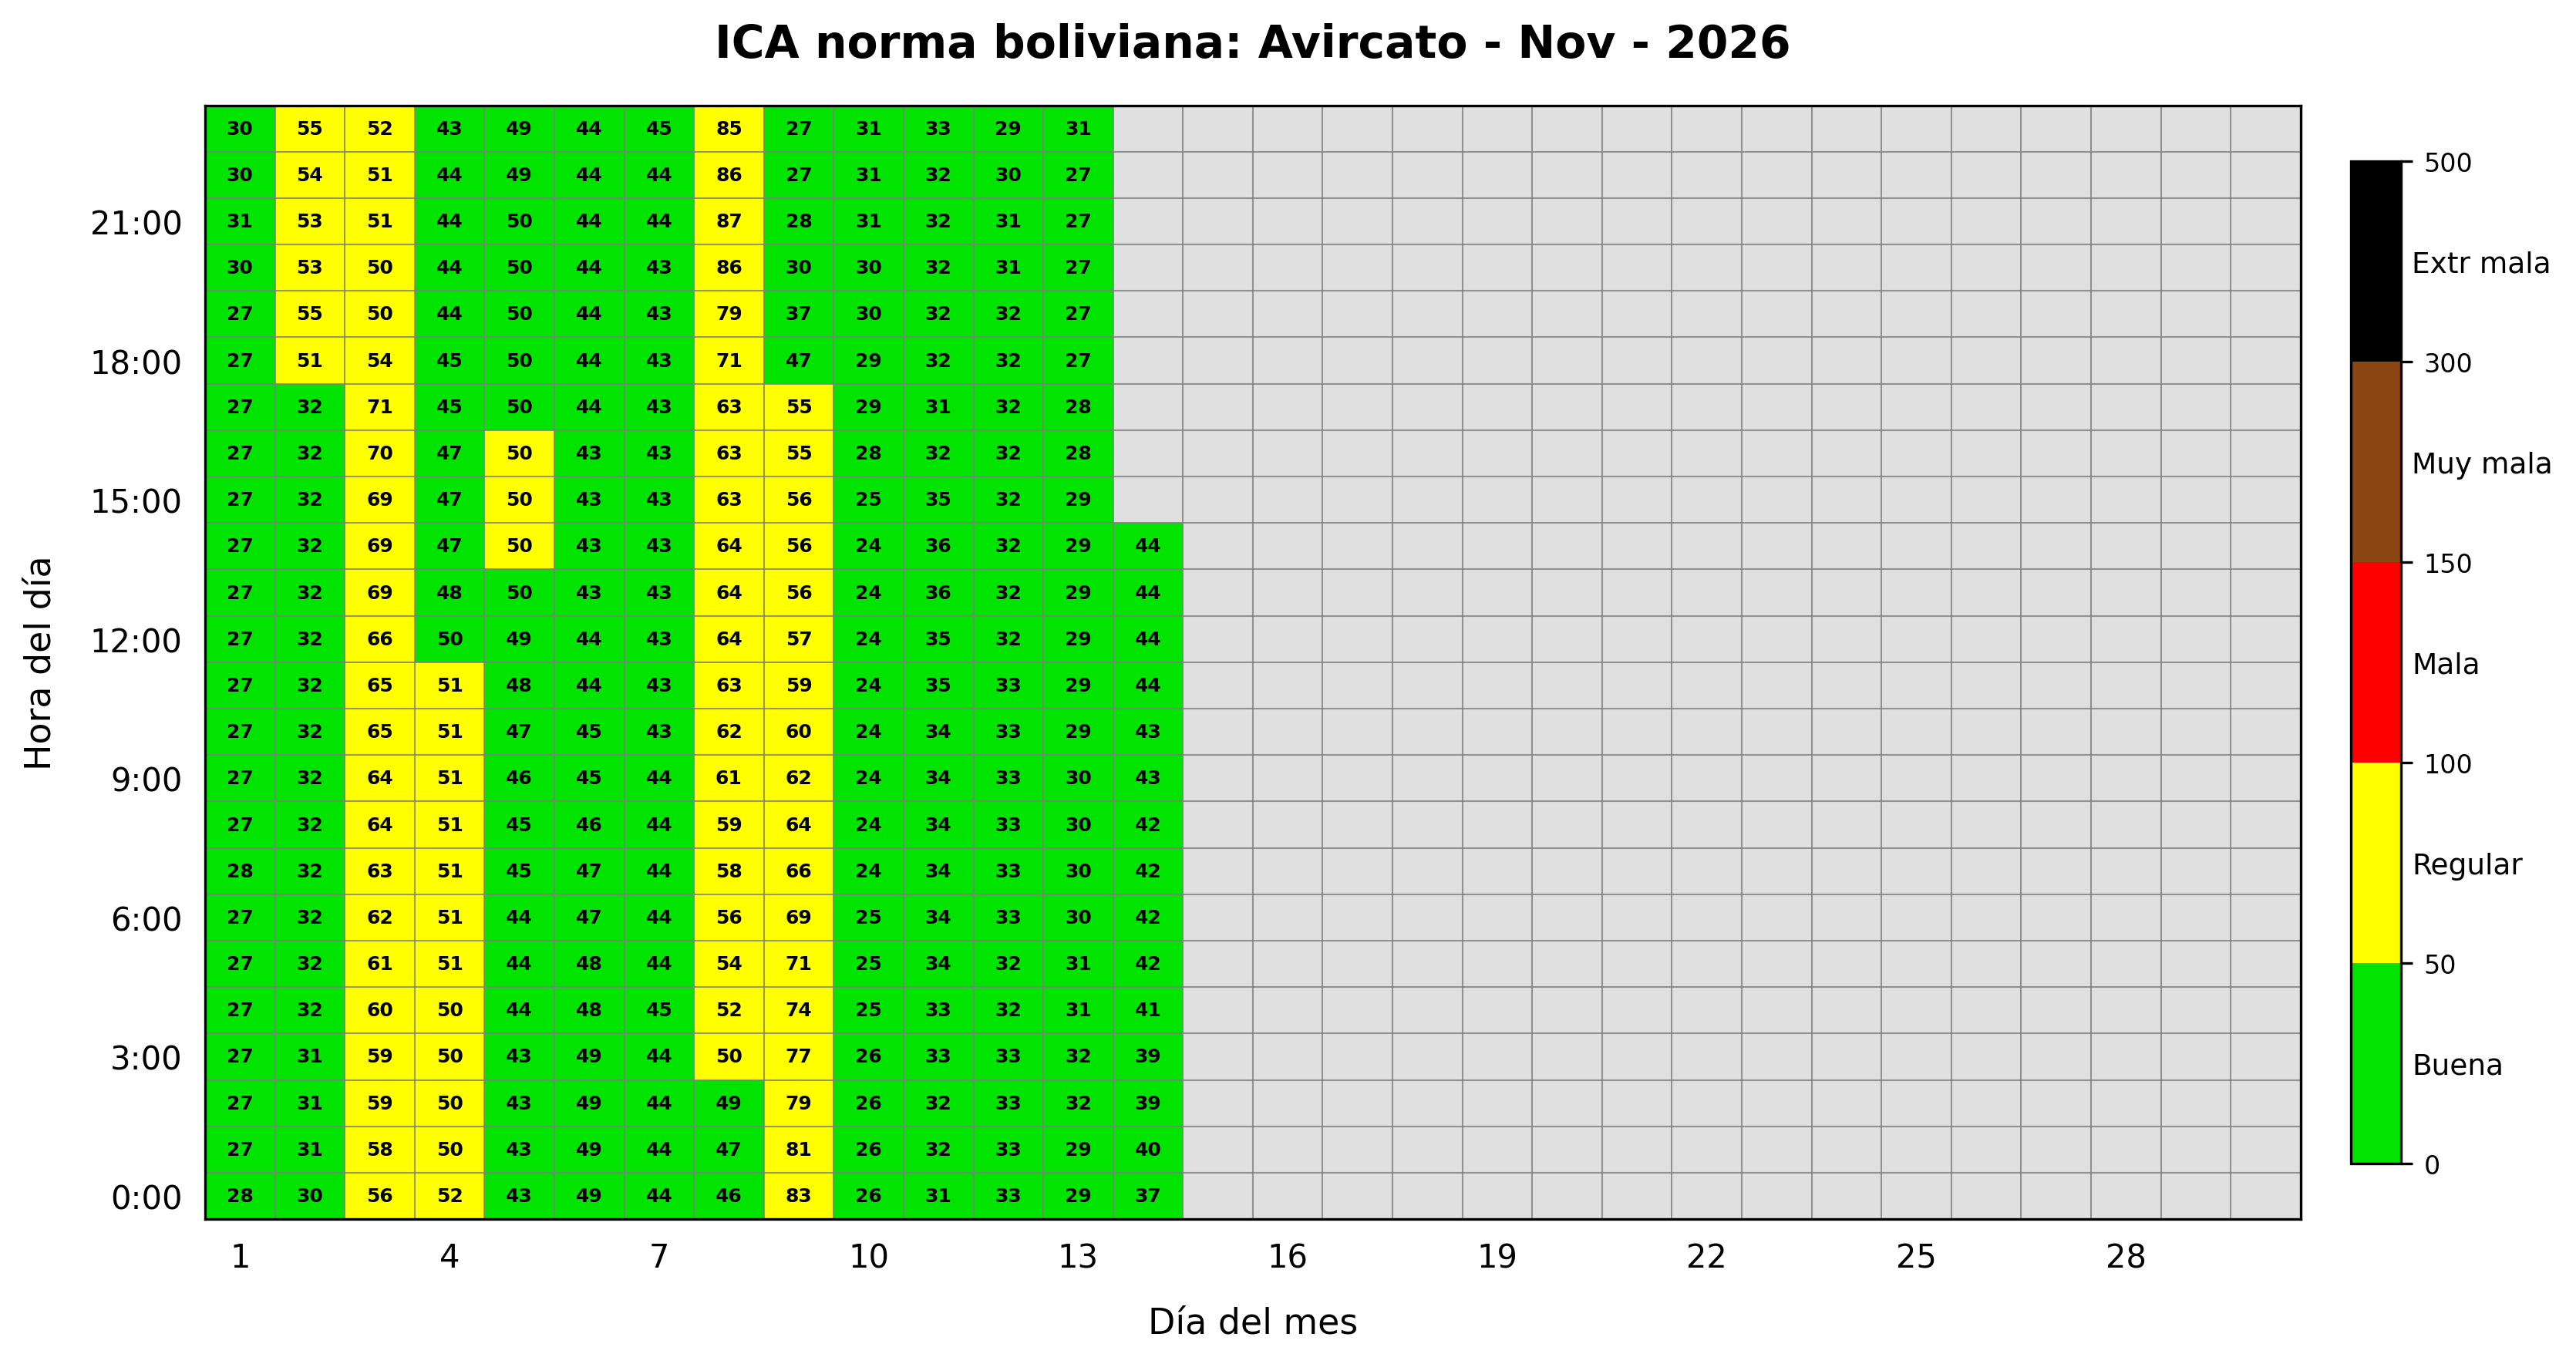 ICA norma boliviana: Avircato - Nov - 2026
30 55 52 43 49 44 45 85 27 31 33 29 31
30 54 51 44 49 44 44 86 27 31 32 30 27
21:00 31 53 51 44 50 44 44 87 28 31 32 31 27
30 53 50 44 50 44 43 86 30 30 32 31 27
27 55 50 44 50 44 43 79 37 30 32 32 27
18:00 27 51 54 45 50 44 43 71 47 29 32 32 27
27 32 71 45 50 44 43 63 55 29 31 32 28
27 32 70 47 50 43 43 63 55 28 32 32 28
15:00 27 32 69 47 50 43 43 63 56 25 35 32 29
27 32 69 47 50 43 43 64 56 24 36 32 29 44
27 32 69 48 50 43 43 64 56 24 36 32 29 44
12:00 27 32 66 50 49 44 43 64 57 24 35 32 29 44
27 32 65 51 48 44 43 63 59 24 35 33 29 44
27 32 65 51 47 45 43 62 60 24 34 33 29 43
9:00 27 32 64 51 46 45 44 61 62 24 34 33 30 43
27 32 64 51 45 46 44 59 64 24 34 33 30 42
28 32 63 51 45 47 44 58 66 24 34 33 30 42
6:00 27 32 62 51 44 47 44 56 69 25 34 33 30 42
27 32 61 51 44 48 44 54 71 25 34 32 31 42
27 32 60 50 44 48 45 52 74 25 33 32 31 41
3:00 27 31 59 50 43 49 44 50 77 26 33 33 32 39
27 31 59 50 43 49 44 49 79 26 32 33 32 39
27 31 58 50 43 49 44 47 81 26 32 33 29 40
0:00 28 30 56 52 43 49 44 46 83 26 31 33 29 37
1 4 7 10 13 16 19 22 25 28
Día del mes
Hora del día
500
Extr mala
300
Muy mala
150
Mala
100
Regular
50
Buena
0